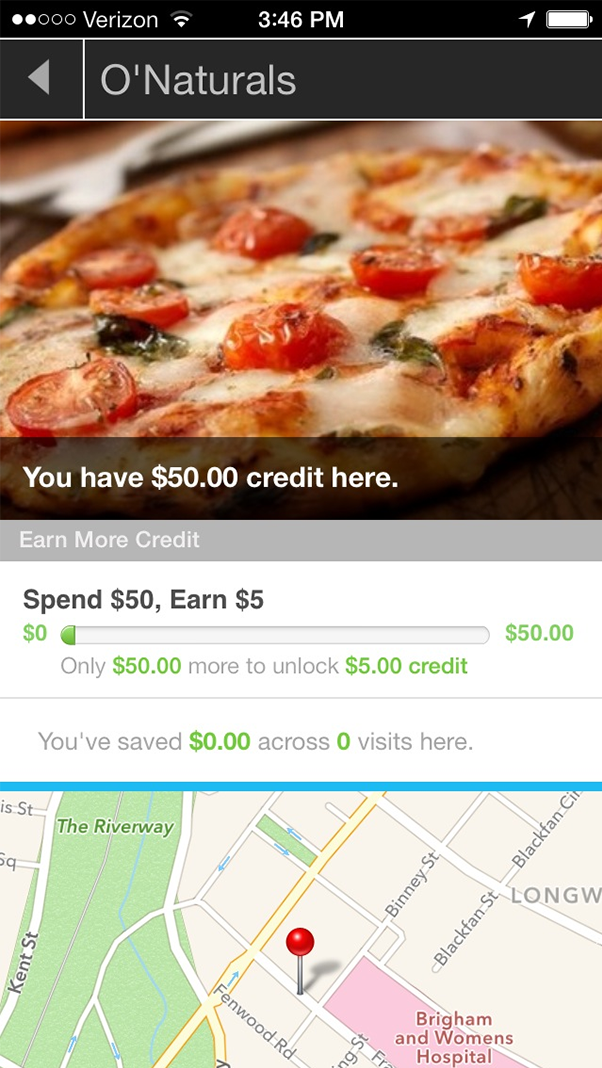 Verizon 3:46 PM
O'Naturals
You have $50.00 credit here.
Earn More Credit
Spend $50, Earn $5
$0 $50.00
Only $50.00 more to unlock $5.00 credit
You've saved $0.00 across 0 visits here.
is St
The Riverway
Sq
Kent St
Binney St
Blackfan Cir
Blackfan St
LONGW
Fenwood Rd
ng St
Fra
Brigham
and Womens
Hospital